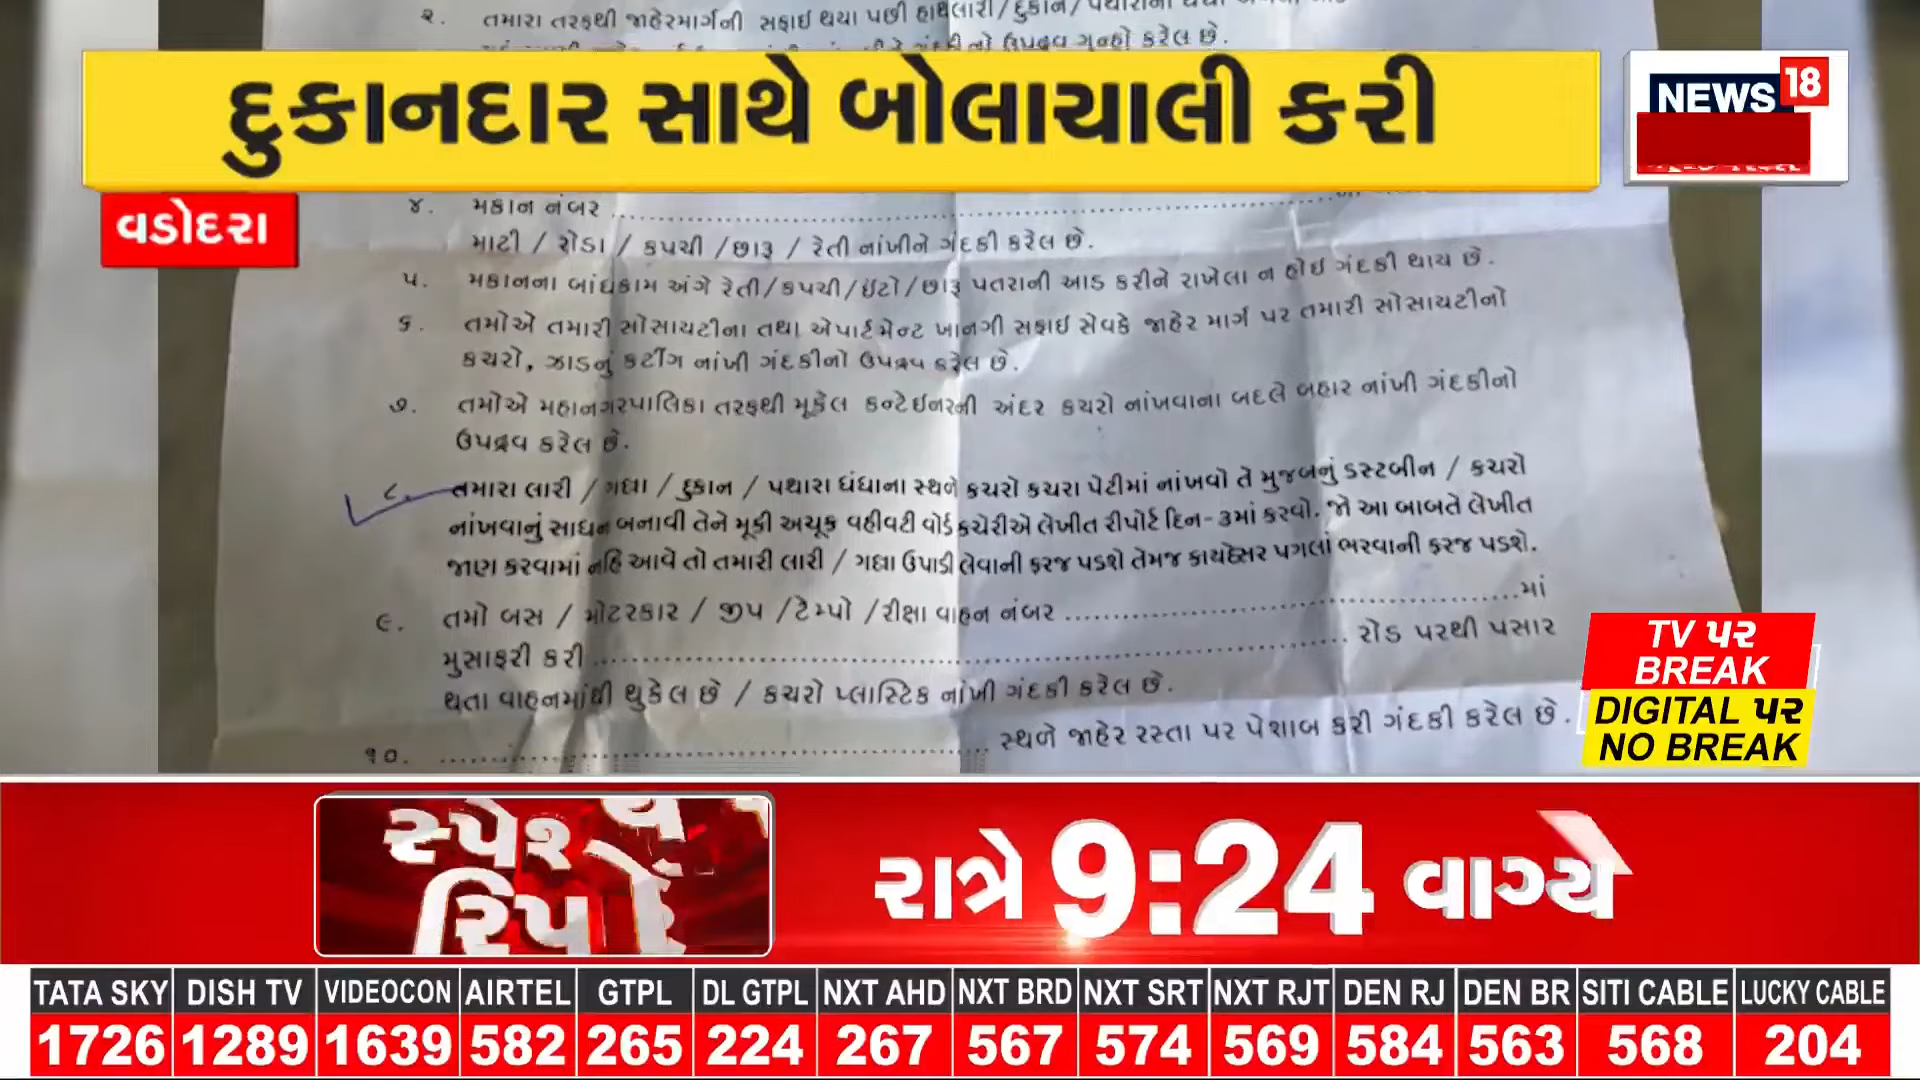 ૨. તમારા તરફથી જાહેરમાર્ગની સફાઈ થયા પછી હાથલારી/દુકાન/
ઉપદ્રવ ગુન્હો કરેલ છે.
દુકાનદાર સાથે બોલાચાલી કરી
NEWS 18
વડોદરા
૪. મકાન નંબર
માટી / રોડા / કપચી /છારૂ / રેતી નાંખીને ગંદકી કરેલ છે.
૫. મકાનના બાંધકામ અંગે રેતી/કપચી/ઈંટો/છારૂ પતરાની આડ કરીને રાખેલા ન હોઈ ગંદકી થાય છે.
૬. તમોએ તમારી સોસાયટીના તથા એપાર્ટમેન્ટ ખાનગી સફાઈ સેવકે જાહેર માર્ગ પર તમારી સોસાયટીનો
કચરો, ઝાડનું કટીંગ નાંખી ગંદકીનો ઉપદ્રવ કરેલ છે.
૭. તમોએ મહાનગરપાલિકા તરફથી મૂકેલ કન્ટેઈનરની અંદર કચરો નાંખવાના બદલે બહાર નાંખી ગંદકીનો
ઉપદ્રવ કરેલ છે.
૮. તમારા લારી / ગલ્લા / દુકાન / પથારા ધંધાના સ્થળે કચરો કચરા પેટીમાં નાંખવો તે મુજબનું ડસ્ટબીન / કચરો
નાંખવાનું સાધન બનાવી તેને મૂકી અચૂક વહીવટી વોર્ડ કચેરીએ લેખીત રીપોર્ટ દિન-૩માં કરવો. જો આ બાબતે લેખીત
જાણ કરવામાં નહિ આવે તો તમારી લારી / ગલ્લા ઉપાડી લેવાની ફરજ પડશે તેમજ કાયદેસર પગલાં ભરવાની ફરજ પડશે.
૯. તમો બસ / મોટરકાર / જીપ /ટેમ્પો /રીક્ષા વાહન નંબર ................ માં
મુસાફરી કરી ................ રોડ પરથી પસાર
થતા વાહનમાંથી થુકેલ છે / કચરો પ્લાસ્ટિક નાંખી ગંદકી કરેલ છે.
૧૦. ................ સ્થળે જાહેર રસ્તા પર પેશાબ કરી ગંદકી કરેલ છે.
TV પર
BREAK
DIGITAL પર
NO BREAK
રાત્રે 9:24 વાગ્યે
TATA SKY DISH TV VIDEOCON AIRTEL GTPL DL GTPL NXT AHD NXT BRD NXT SRT NXT RJT DEN RJ DEN BR SITI CABLE LUCKY CABLE
1726 1289 1639 582 265 224 267 567 574 569 584 563 568 204